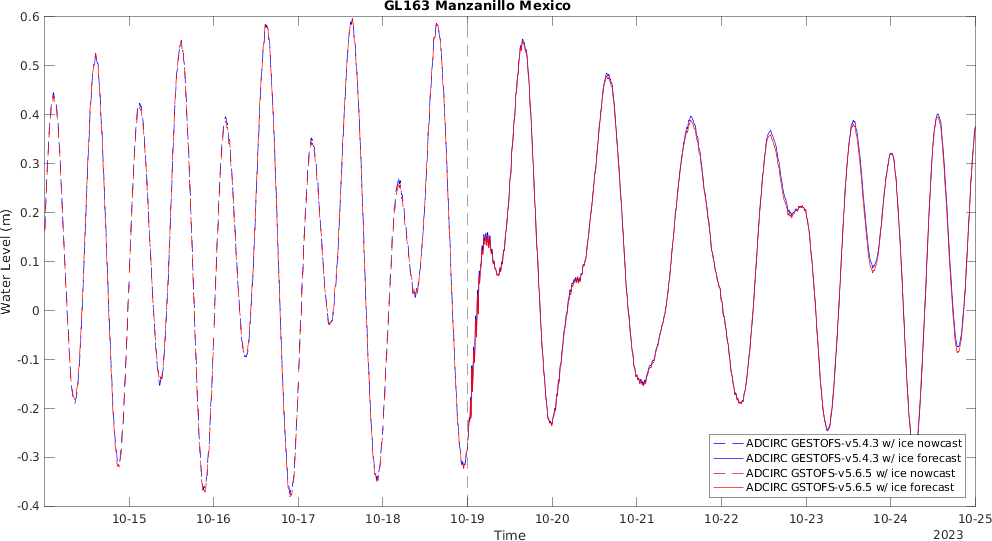 GL163 Manzanillo Mexico
0.6
0.5
0.4
0.3
0.2
0.1
0
-0.1
-0.2
-0.3
-0.4
Water Level (m)
ADCIRC GESTOFS-v5.4.3 w/ ice nowcast
ADCIRC GESTOFS-v5.4.3 w/ ice forecast
ADCIRC GSTOFS-v5.6.5 w/ ice nowcast
ADCIRC GSTOFS-v5.6.5 w/ ice forecast
10-15 10-16 10-17 10-18 10-19 10-20 10-21 10-22 10-23 10-24 10-25
Time
2023